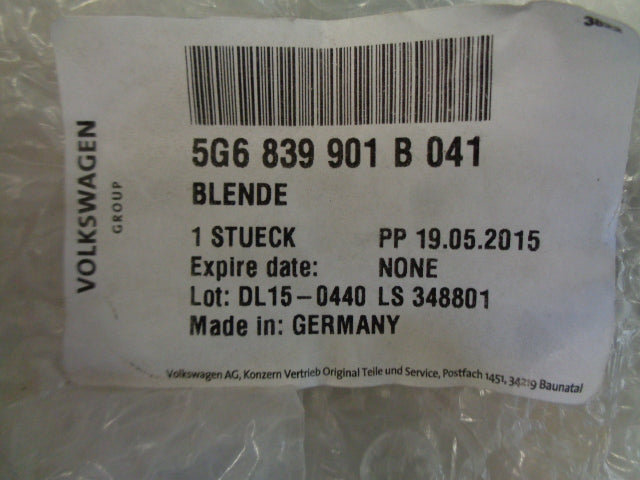 VOLKSWAGEN
GROUP
5G6 839 901 B 041
BLENDE
1 STUECK PP 19.05.2015
Expire date: NONE
Lot: DL15-0440 LS 348801
Made in: GERMANY
Volkswagen AG, Konzern Vertrieb Original Teile und Service, Postfach 1451, 34219 Baunatal